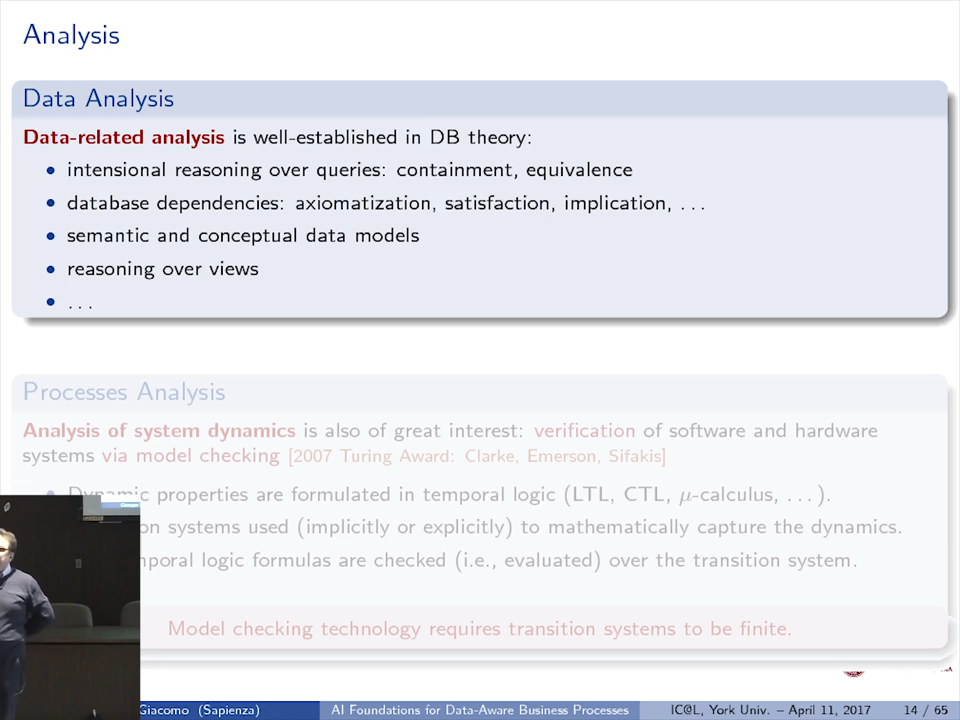 Analysis
Data Analysis
Data-related analysis is well-established in DB theory:
• intensional reasoning over queries: containment, equivalence
• database dependencies: axiomatization, satisfaction, implication, . . .
• semantic and conceptual data models
• reasoning over views
• . . .
Processes Analysis
Analysis of system dynamics is also of great interest: verification of software and hardware
systems via model checking [2007 Turing Award: Clarke, Emerson, Sifakis]
• Dynamic properties are formulated in temporal logic (LTL, CTL, μ-calculus, . . . ).
on systems used (implicitly or explicitly) to mathematically capture the dynamics.
mporal logic formulas are checked (i.e., evaluated) over the transition system.
Model checking technology requires transition systems to be finite.
Giacomo (Sapienza) AI Foundations for Data-Aware Business Processes IC@L, York Univ. – April 11, 2017 14 / 65